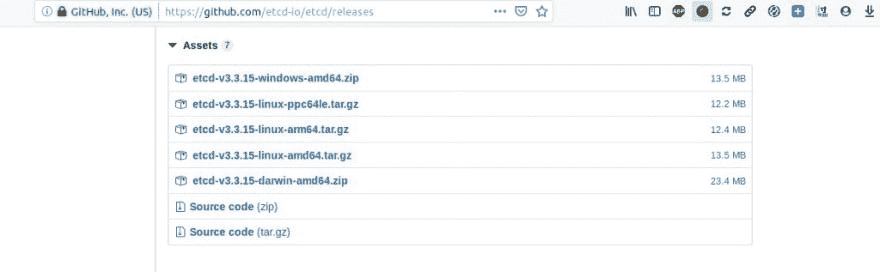 GitHub, Inc. (US) https://github.com/etcd-io/etcd/releases
Assets 7
etcd-v3.3.15-windows-amd64.zip 13.5 MB
etcd-v3.3.15-linux-ppc64le.tar.gz 12.2 MB
etcd-v3.3.15-linux-arm64.tar.gz 12.4 MB
etcd-v3.3.15-linux-amd64.tar.gz 13.5 MB
etcd-v3.3.15-darwin-amd64.zip 23.4 MB
Source code (zip)
Source code (tar.gz)